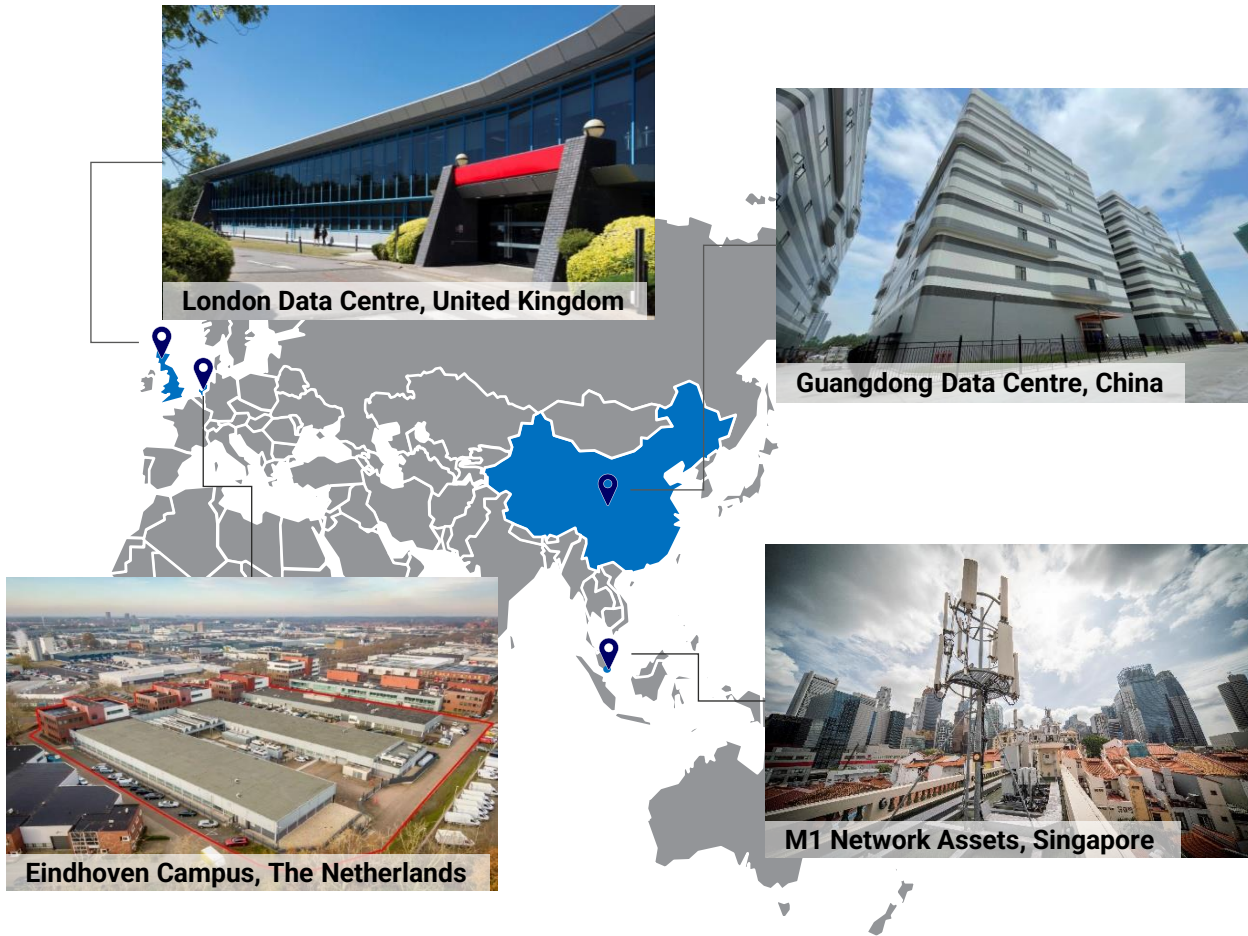 London Data Centre, United Kingdom
Guangdong Data Centre, China
Eindhoven Campus, The Netherlands
M1 Network Assets, Singapore